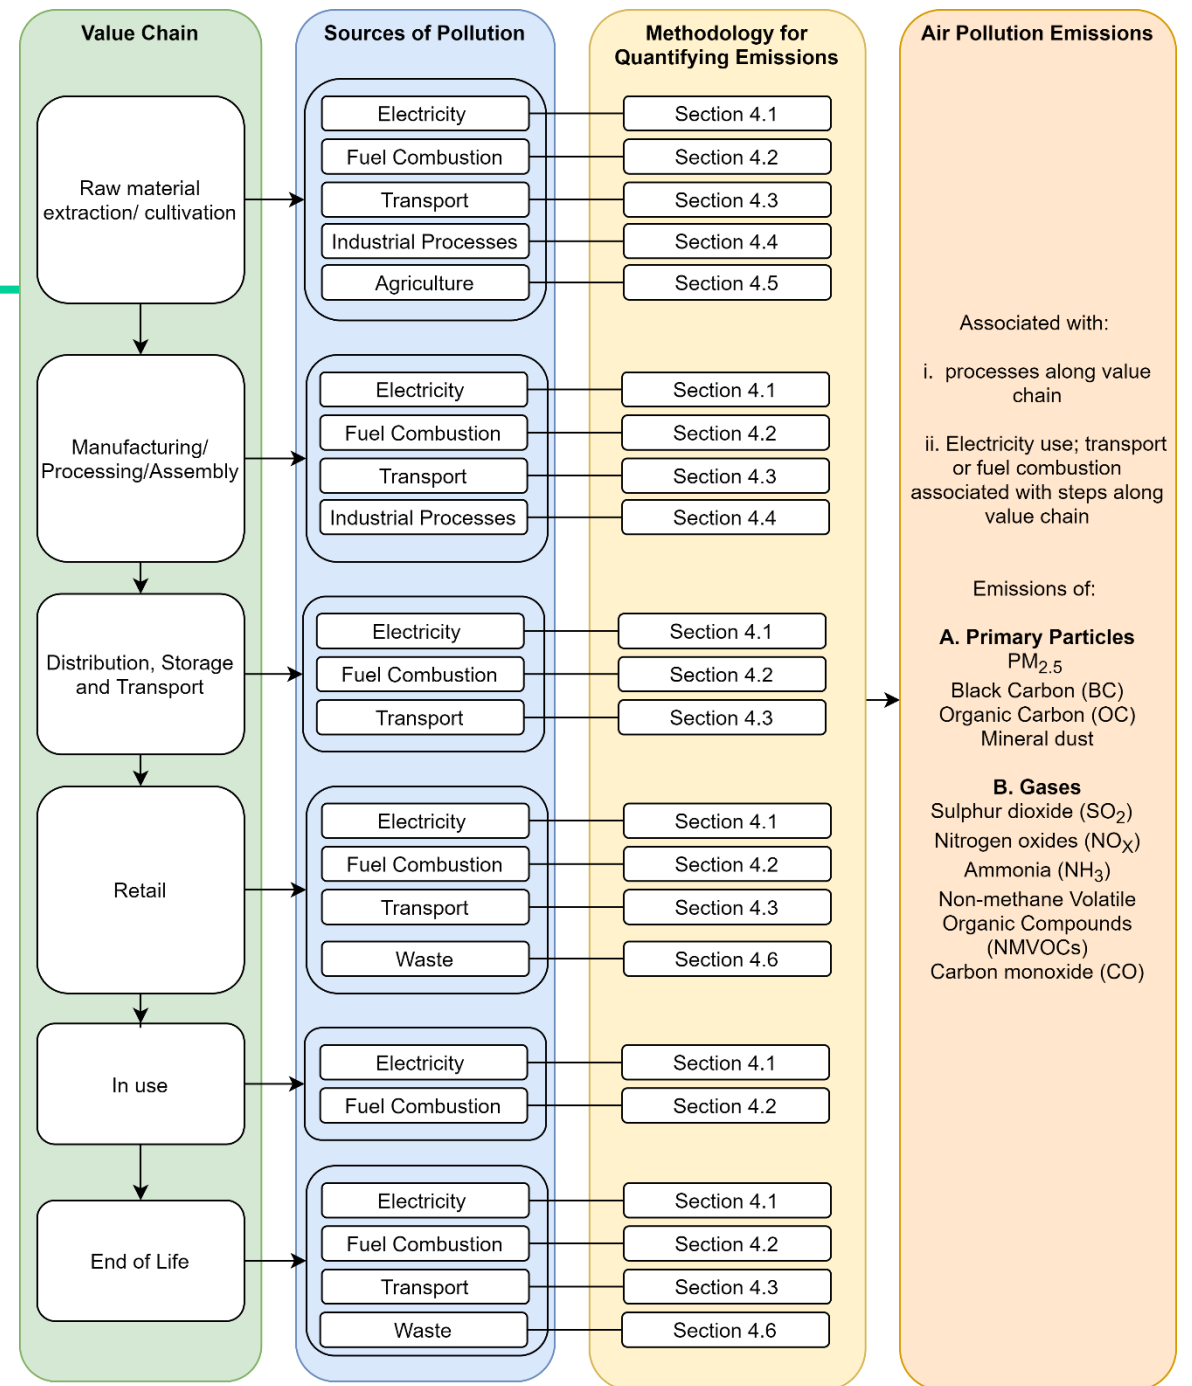 Value Chain
Raw material
extraction/ cultivation
Manufacturing/
Processing/Assembly
Distribution, Storage
and Transport
Retail
In use
End of Life
Sources of Pollution
Electricity
Fuel Combustion
Transport
Industrial Processes
Agriculture
Electricity
Fuel Combustion
Transport
Industrial Processes
Electricity
Fuel Combustion
Transport
Electricity
Fuel Combustion
Transport
Waste
Electricity
Fuel Combustion
Electricity
Fuel Combustion
Transport
Waste
Methodology for
Quantifying Emissions
Section 4.1
Section 4.2
Section 4.3
Section 4.4
Section 4.5
Section 4.1
Section 4.2
Section 4.3
Section 4.4
Section 4.1
Section 4.2
Section 4.3
Section 4.1
Section 4.2
Section 4.3
Section 4.6
Section 4.1
Section 4.2
Section 4.1
Section 4.2
Section 4.3
Section 4.6
Air Pollution Emissions
Associated with:
i. processes along value
chain
ii. Electricity use; transport
or fuel combustion
associated with steps along
value chain
Emissions of:
A. Primary Particles
PM2.5
Black Carbon (BC)
Organic Carbon (OC)
Mineral dust
B. Gases
Sulphur dioxide (SO2)
Nitrogen oxides (NOX)
Ammonia (NH3)
Non-methane Volatile
Organic Compounds
(NMVOCs)
Carbon monoxide (CO)